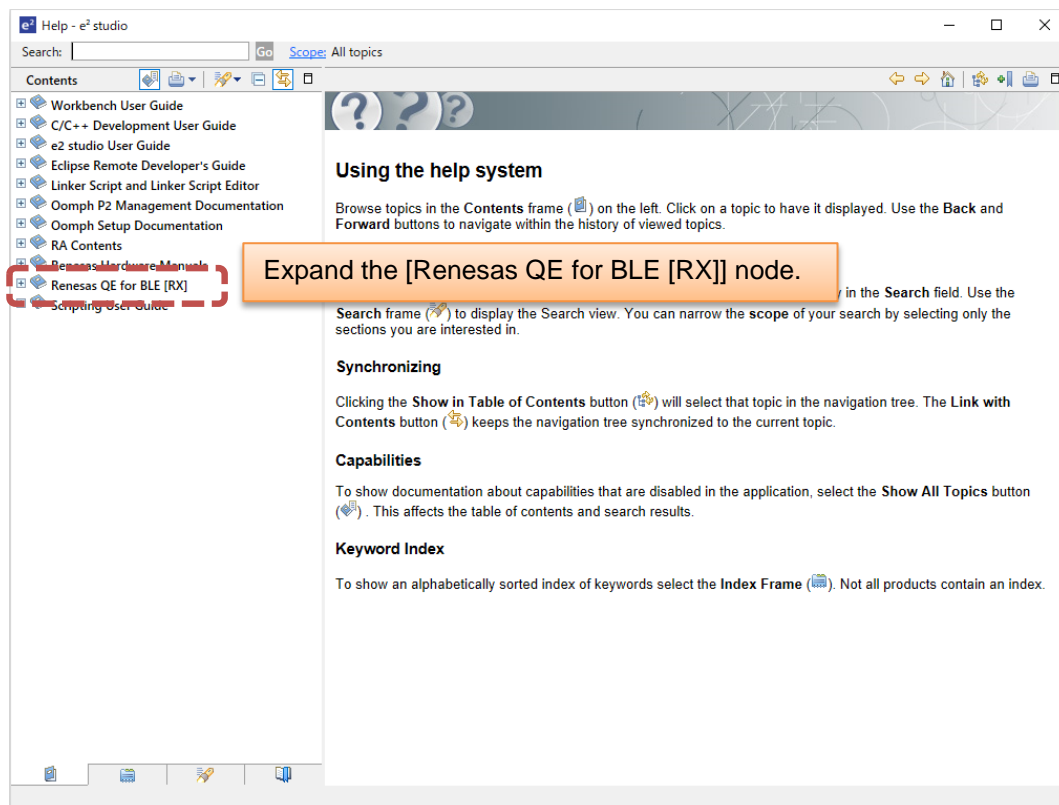 e² Help - e² studio
Search: Go Scope: All topics
Contents
Workbench User Guide
C/C++ Development User Guide
e2 studio User Guide
Eclipse Remote Developer's Guide
Linker Script and Linker Script Editor
Oomph P2 Management Documentation
Oomph Setup Documentation
RA Contents
Renesas Hardware Manuals
Renesas QE for BLE [RX]
Scripting User Guide
Using the help system
Browse topics in the Contents frame ( ) on the left. Click on a topic to have it displayed. Use the Back and
Forward buttons to navigate within the history of viewed topics.
Expand the [Renesas QE for BLE [RX]] node.
in the Search field. Use the
Search frame ( ) to display the Search view. You can narrow the scope of your search by selecting only the
sections you are interested in.
Synchronizing
Clicking the Show in Table of Contents button ( ) will select that topic in the navigation tree. The Link with
Contents button ( ) keeps the navigation tree synchronized to the current topic.
Capabilities
To show documentation about capabilities that are disabled in the application, select the Show All Topics button
( ) . This affects the table of contents and search results.
Keyword Index
To show an alphabetically sorted index of keywords select the Index Frame ( ). Not all products contain an index.